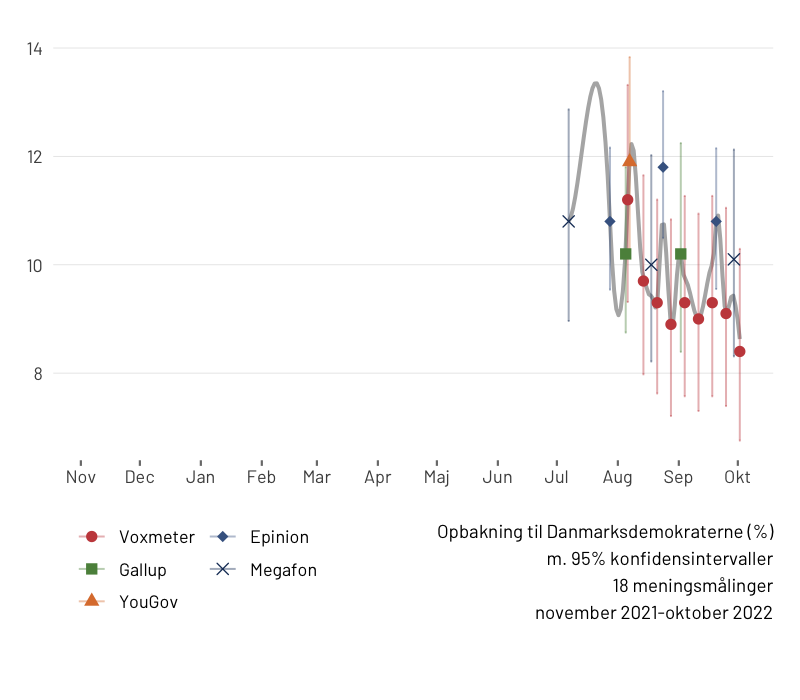 14
12
10
8
Nov Dec Jan Feb Mar Apr Maj Jun Jul Aug Sep Okt
Voxmeter Epinion
Gallup Megafon
YouGov
Opbakning til Danmarksdemokraterne (%)
m. 95% konfidensintervaller
18 meningsmålinger
november 2021-oktober 2022